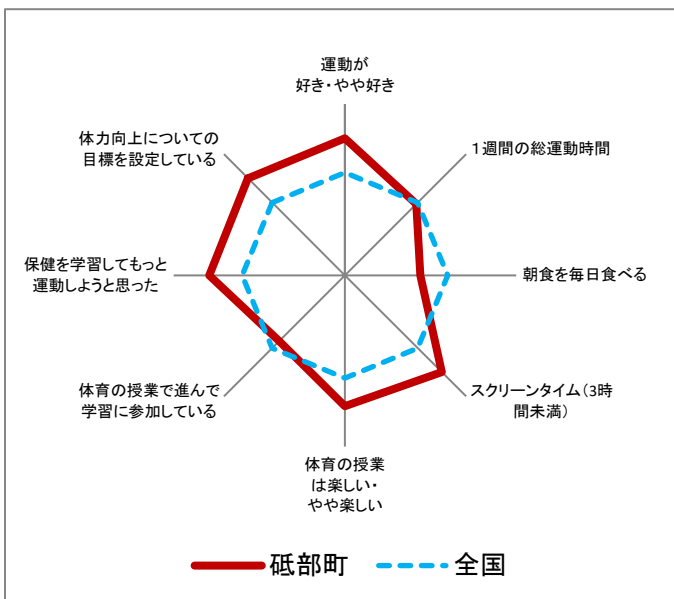 運動が
好き・やや好き
1週間の総運動時間
朝食を毎日食べる
スクリーンタイム(3時
間未満)
体育の授業
は楽しい・
やや楽しい
体育の授業で進んで
学習に参加している
保健を学習してもっと
運動しようと思った
体力向上についての
目標を設定している
砥部町
全国